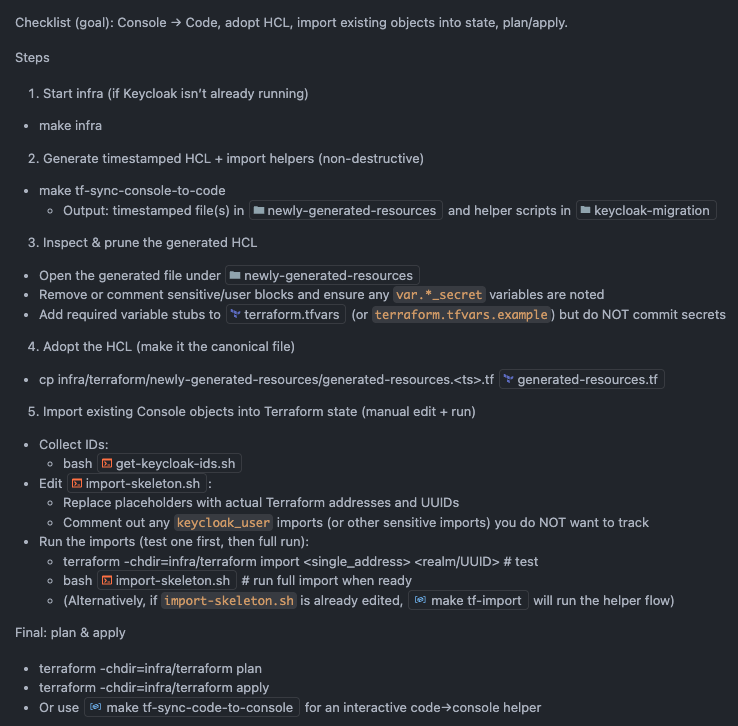 Checklist (goal): Console → Code, adopt HCL, import existing objects into state, plan/apply.
Steps
1. Start infra (if Keycloak isn't already running)
• make infra
2. Generate timestamped HCL + import helpers (non-destructive)
• make tf-sync-console-to-code
◦ Output: timestamped file(s) in newly-generated-resources and helper scripts in keycloak-migration
3. Inspect & prune the generated HCL
• Open the generated file under newly-generated-resources
• Remove or comment sensitive/user blocks and ensure any var.*_secret variables are noted
• Add required variable stubs to terraform.tfvars (or terraform.tfvars.example) but do NOT commit secrets
4. Adopt the HCL (make it the canonical file)
• cp infra/terraform/newly-generated-resources/generated-resources.<ts>.tf generated-resources.tf
5. Import existing Console objects into Terraform state (manual edit + run)
• Collect IDs:
◦ bash get-keycloak-ids.sh
• Edit import-skeleton.sh :
◦ Replace placeholders with actual Terraform addresses and UUIDs
◦ Comment out any keycloak_user imports (or other sensitive imports) you do NOT want to track
• Run the imports (test one first, then full run):
◦ terraform -chdir=infra/terraform import <single_address> <realm/UUID> # test
◦ bash import-skeleton.sh # run full import when ready
◦ (Alternatively, if import-skeleton.sh is already edited, make tf-import will run the helper flow)
Final: plan & apply
• terraform -chdir=infra/terraform plan
• terraform -chdir=infra/terraform apply
• Or use make tf-sync-code-to-console for an interactive code→console helper